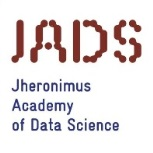 JADS
Jheronimus
Academy
of Data Science